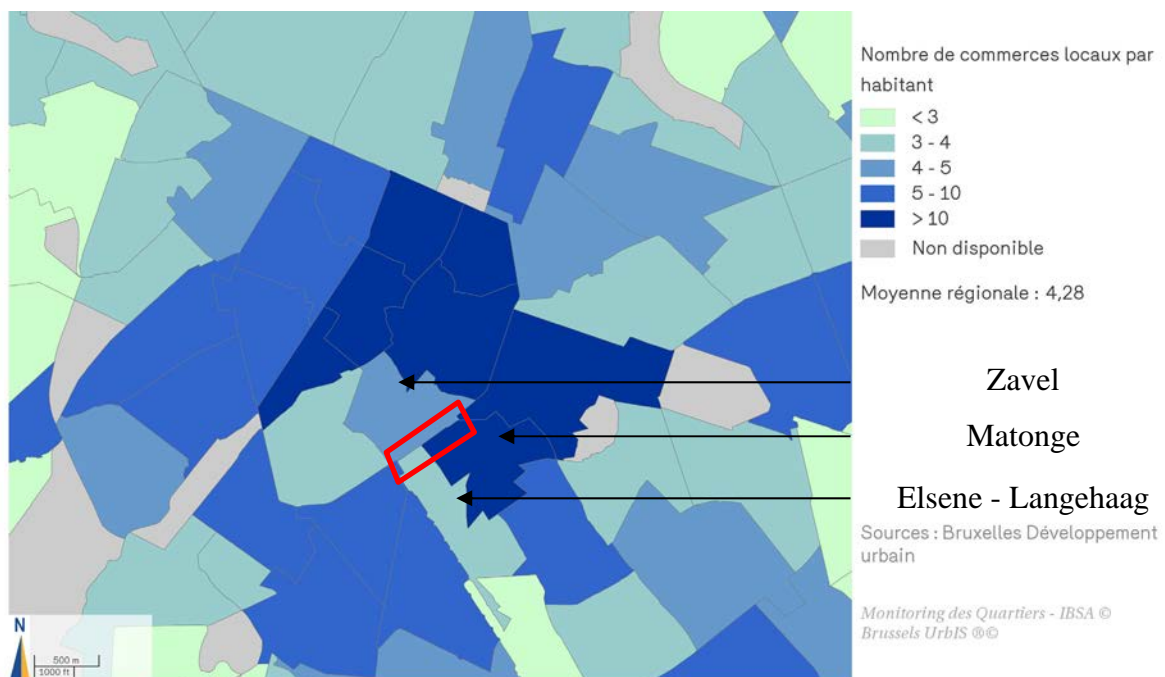 Nombre de commerces locaux par
habitant
< 3
3 - 4
4 - 5
5 - 10
> 10
Non disponible
Moyenne régionale : 4,28
Zavel
Matonge
Elsene - Langehaag
Sources : Bruxelles Développement
urbain
Monitoring des Quartiers - IBSA ©
Brussels UrbIS ®©
N
500 m
1000 ft